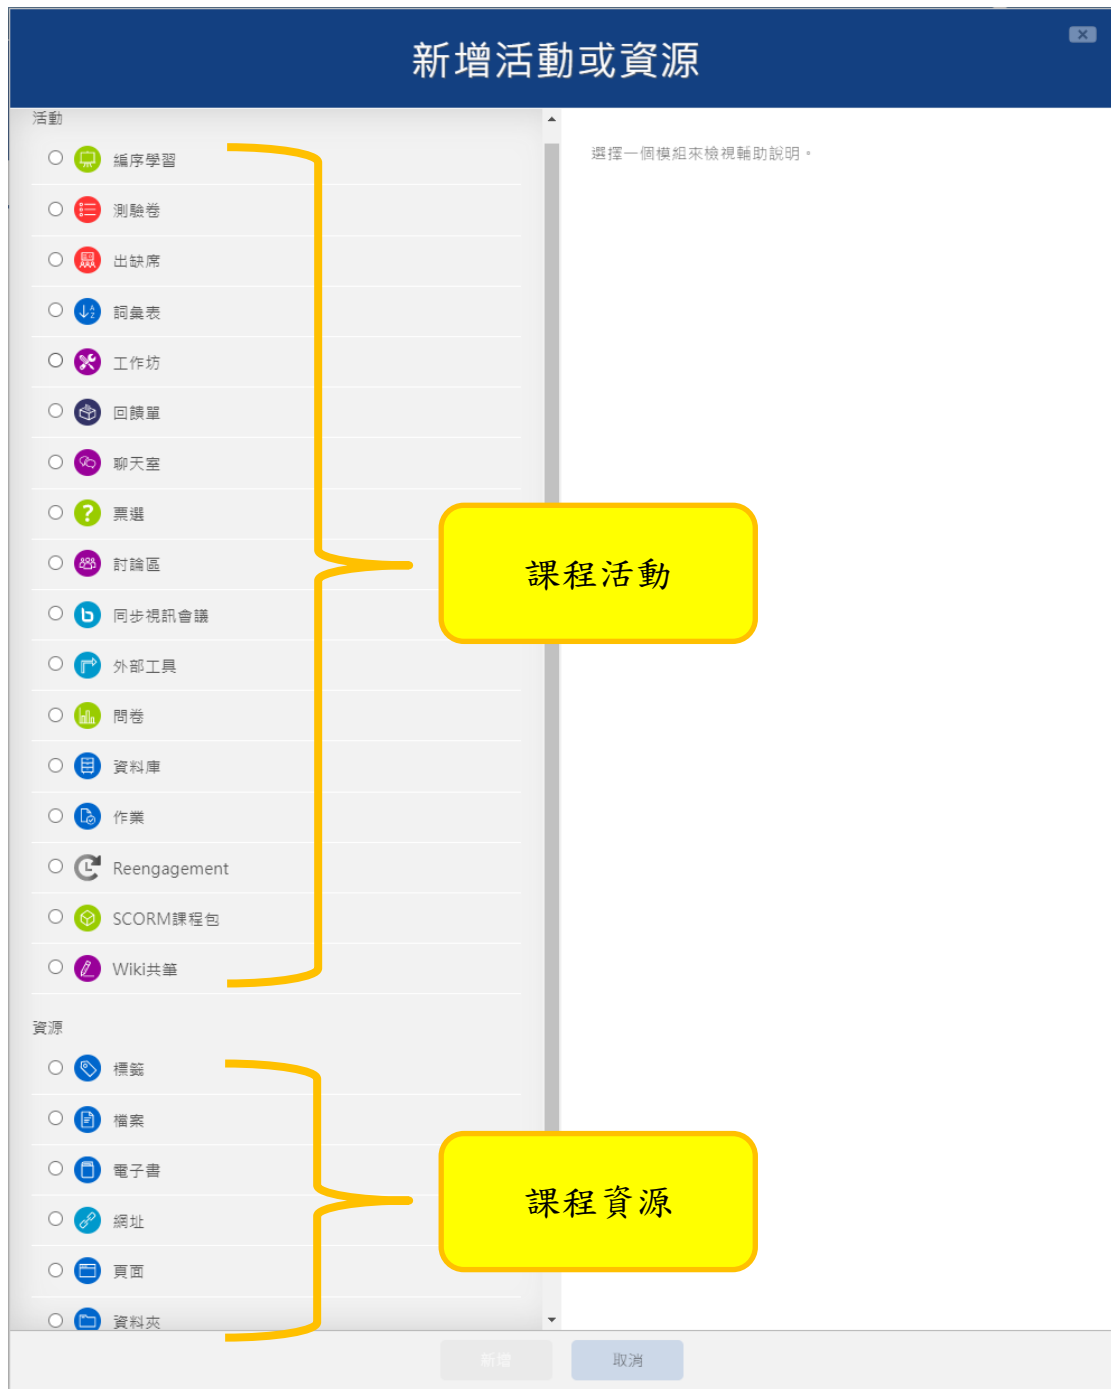 新增活動或資源
活動
編序學習
選擇一個模組來檢視輔助說明。
測驗卷
出缺席
詞彙表
工作坊
回饋單
聊天室
票選
討論區
課程活動
同步視訊會議
外部工具
問卷
資料庫
作業
Reengagement
SCORM課程包
Wiki共筆
資源
標籤
檔案
電子書
課程資源
網址
頁面
資料夾
新增
取消